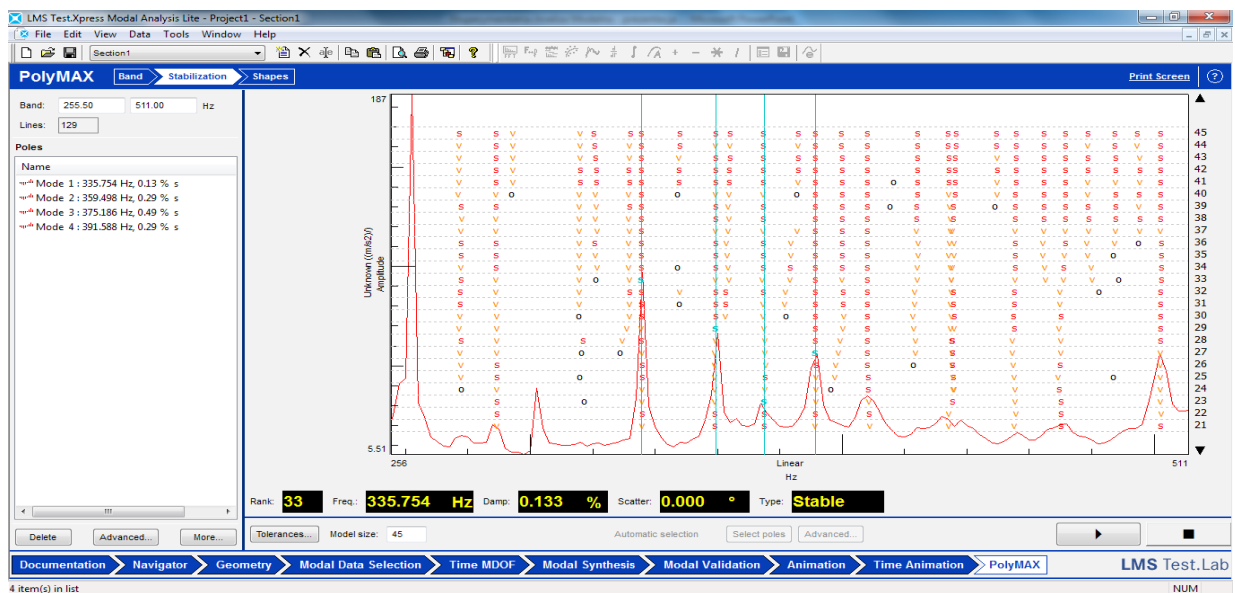 LMS Test.Xpress Modal Analysis Lite - Project1 - Section1
File Edit View Data Tools Window Help
Section1
PolyMAX Band Stabilization Shapes Print Screen ?
Band: 255.50 511.00 Hz
Lines: 129
Poles
Name
Mode 1 : 335.754 Hz, 0.13 % s
Mode 2 : 359.498 Hz, 0.29 % s
Mode 3 : 375.186 Hz, 0.49 % s
Mode 4 : 391.588 Hz, 0.29 % s
187
Unknown ((m/s2)/)
Amplitude
5.51
45
44
43
42
41
40
39
38
37
36
35
34
33
32
31
30
29
28
27
26
25
24
23
22
21
256 Linear 511
Hz
Rank: 33 Freq.: 335.754 Hz Damp: 0.133 % Scatter: 0.000 ° Type: Stable
Delete Advanced... More... Tolerances... Model size: 45 Automatic selection Select poles Advanced...
Documentation Navigator Geometry Modal Data Selection Time MDOF Modal Synthesis Modal Validation Animation Time Animation PolyMAX LMS Test.Lab
4 item(s) in list NUM